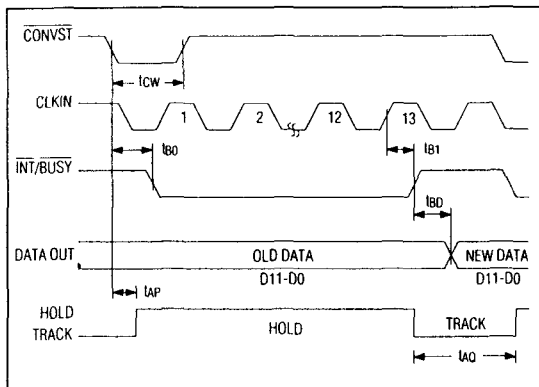 CONVST
tCW
CLKIN
1 2 12 13
tB0 tB1
INT/BUSY
tBD
DATA OUT OLD DATA NEW DATA
D11-D0 D11-D0
tAP
HOLD
TRACK HOLD TRACK
tAQ